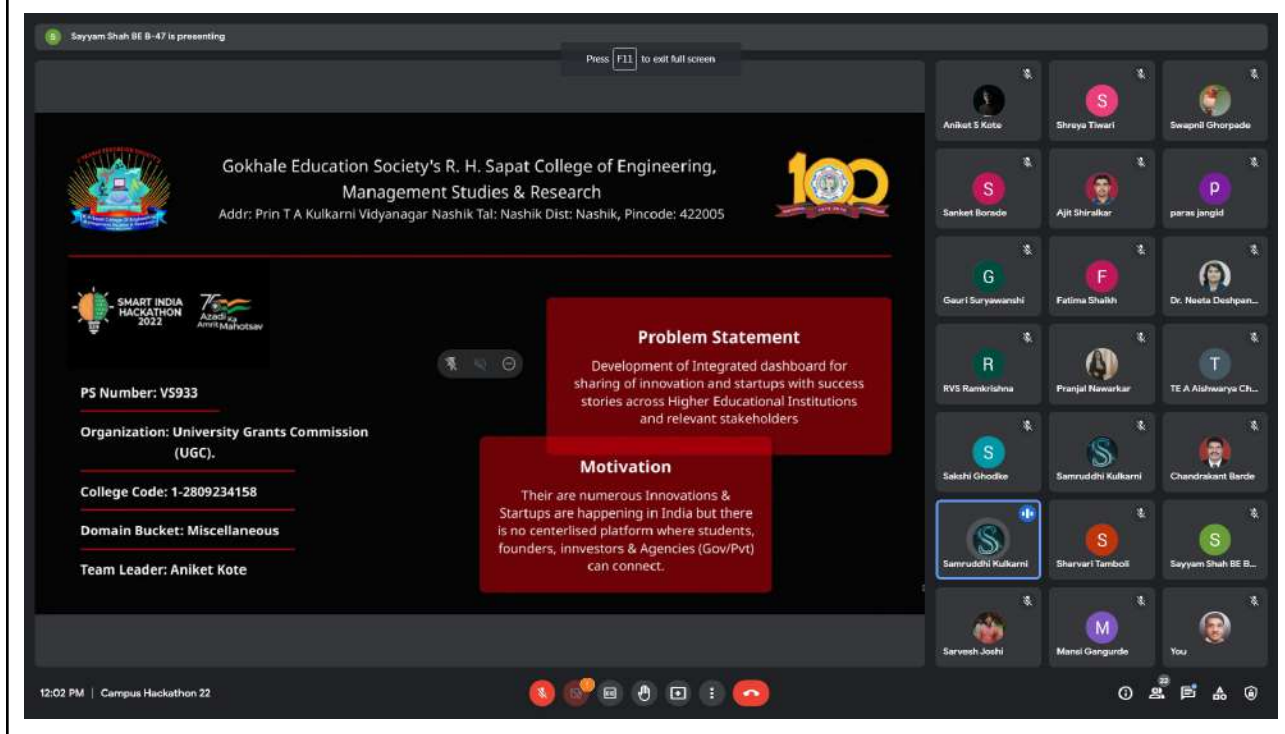 S
Sayyam Shah BE B-47 is presenting
Press F11 to exit full screen
Gokhale Education Society's R. H. Sapat College of Engineering,
Management Studies & Research
Addr: Prin T A Kulkarni Vidyanagar Nashik Tal: Nashik Dist: Nashik, Pincode: 422005
100
SMART INDIA
HACKATHON
2022
75
Azadi Ka
Amrit Mahotsav
PS Number: VS933
Organization: University Grants Commission
(UGC).
College Code: 1-2809234158
Domain Bucket: Miscellaneous
Team Leader: Aniket Kote
Problem Statement
Development of Integrated dashboard for
sharing of innovation and startups with success
stories across Higher Educational Institutions
and relevant stakeholders
Motivation
Their are numerous Innovations &
Startups are happening in India but there
is no centerlised platform where students,
founders, innvestors & Agencies (Gov/Pvt)
can connect.
Aniket S Kote
S
Shreya Tiwari
Swapnil Ghorpade
S
Sanket Borade
Ajit Shiralkar
p
paras jangid
G
Gauri Suryawanshi
F
Fatima Shaikh
Dr. Neeta Deshpan...
R
RVS Ramkrishna
Pranjal Nawarkar
T
TE A Aishwarya Ch...
S
Sakshi Ghodke
S
Samruddhi Kulkarni
Chandrakant Barde
S
Samruddhi Kulkarni
S
Sharvari Tamboli
S
Sayyam Shah BE B...
Sarvesh Joshi
M
Mansi Gangurde
You
12:02 PM | Campus Hackathon 22
22